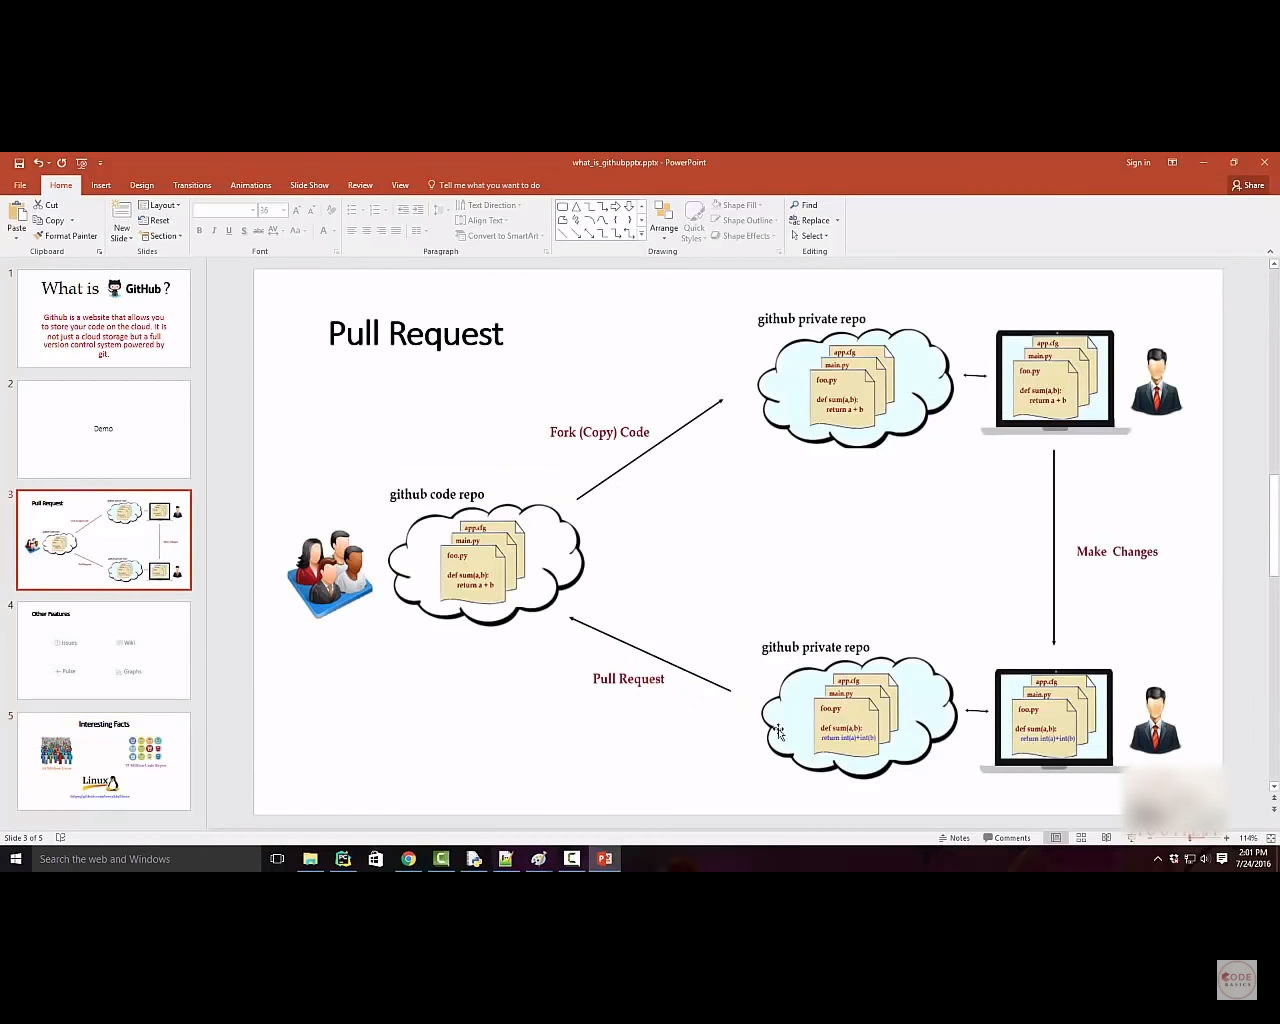 what_is_githubpptx.pptx - PowerPoint
Sign in
File Home Insert Design Transitions Animations Slide Show Review View Tell me what you want to do
Share
Paste
Cut
Copy
Format Painter
Clipboard
New
Slide
Layout
Reset
Section
Slides
36
Font
Text Direction
Align Text
Convert to SmartArt
Paragraph
Arrange
Quick
Styles
Shape Fill
Shape Outline
Shape Effects
Drawing
Find
Replace
Select
Editing
1
What is GitHub ?
Github is a website that allows you
to store your code on the cloud. It is
not just a cloud storage but a full
version control system powered by
git.
2
Demo
3
Pull Request
4
Other Features
Issues
Wiki
Pulse
Graphs
5
Interesting Facts
Linux
Pull Request
github private repo
app.cfg
main.py
foo.py
def sum(a,b):
return a + b
app.cfg
main.py
foo.py
def sum(a,b):
return a + b
Fork (Copy) Code
github code repo
app.cfg
main.py
foo.py
def sum(a,b):
return a + b
Make Changes
Pull Request
github private repo
app.cfg
main.py
foo.py
def sum(a,b):
return int(a)+int(b)
app.cfg
main.py
foo.py
def sum(a,b):
return int(a)+int(b)
Slide 3 of 5
Notes
Comments
114%
Search the web and Windows
2:01 PM
7/24/2016
CODE
BASICS